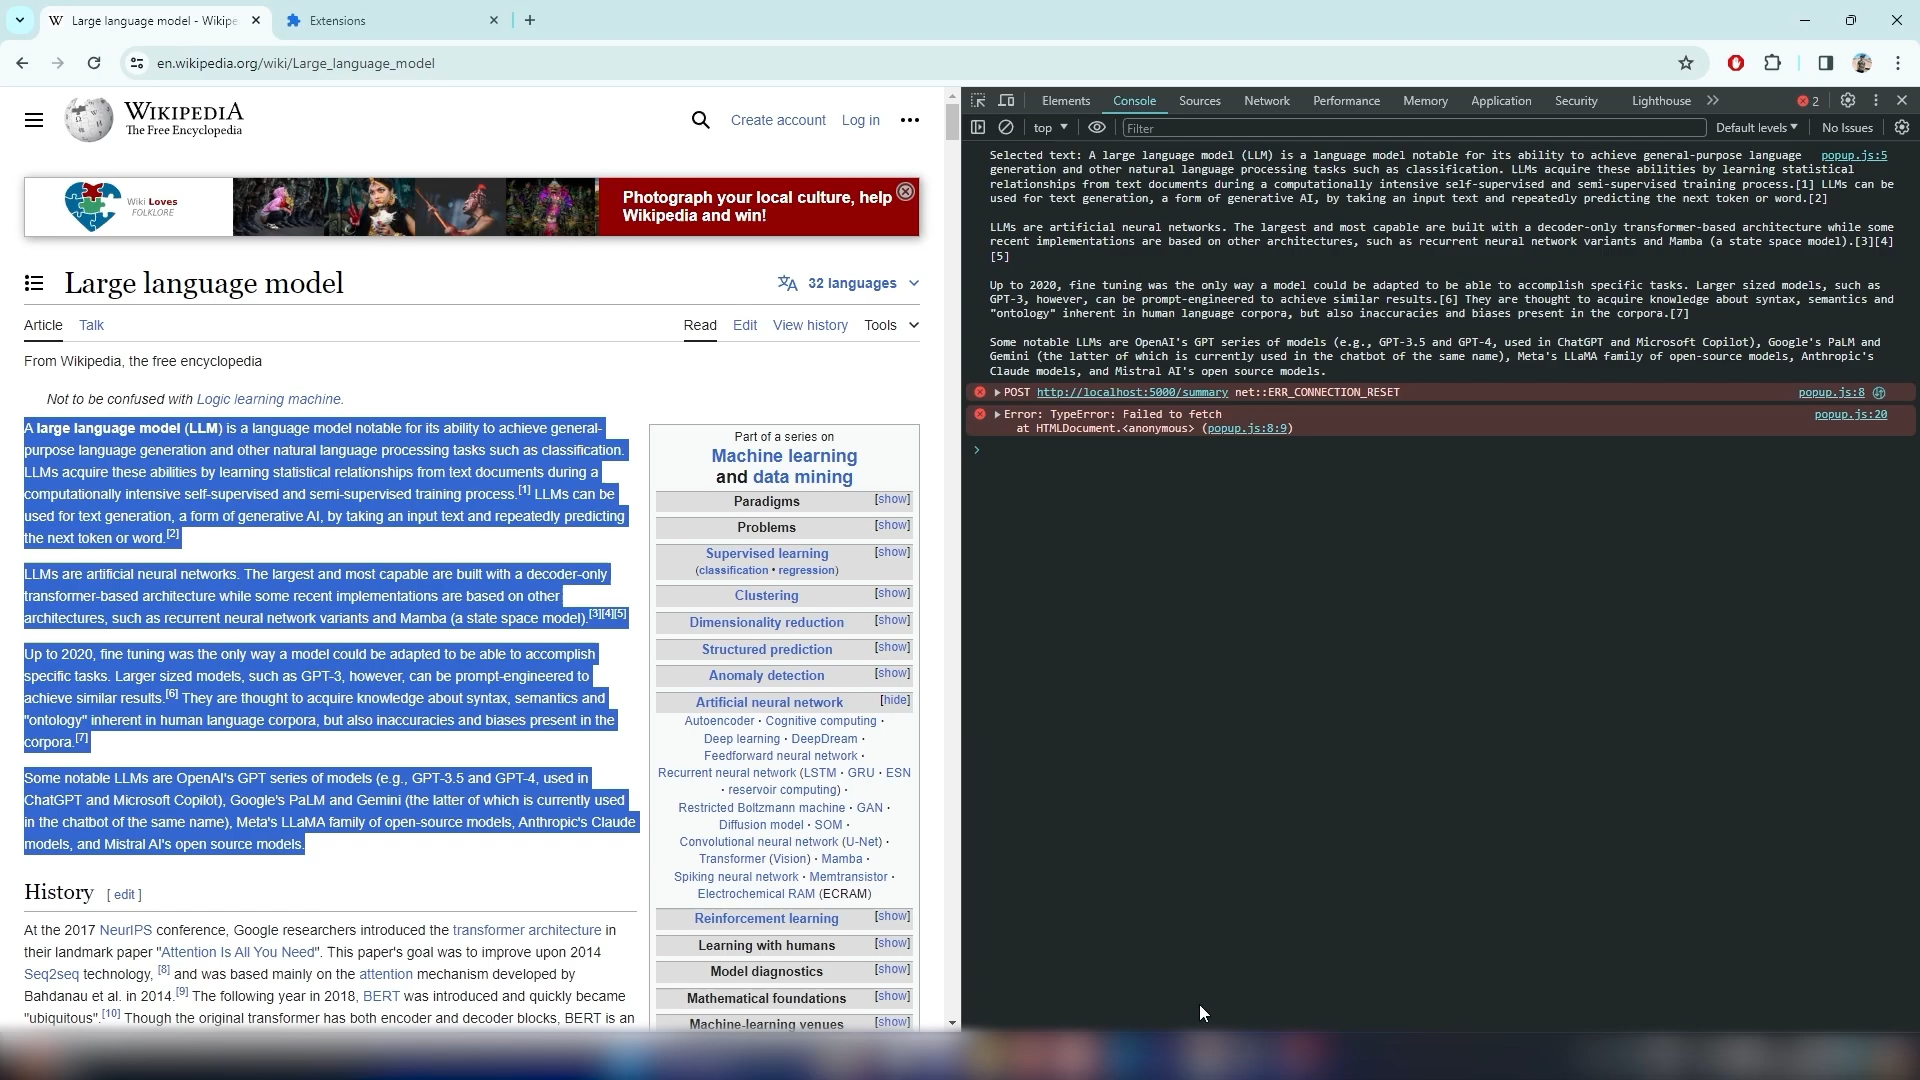 Large language model - Wikipe
Extensions
en.wikipedia.org/wiki/Large_language_model
WIKIPEDIA
The Free Encyclopedia
Create account
Log in
Wiki Loves
FOLKLORE
Photograph your local culture, help
Wikipedia and win!
Large language model
32 languages
Article
Talk
Read
Edit
View history
Tools
From Wikipedia, the free encyclopedia
Not to be confused with Logic learning machine.
A large language model (LLM) is a language model notable for its ability to achieve general-
purpose language generation and other natural language processing tasks such as classification.
LLMs acquire these abilities by learning statistical relationships from text documents during a
computationally intensive self-supervised and semi-supervised training process.[1] LLMs can be
used for text generation, a form of generative AI, by taking an input text and repeatedly predicting
the next token or word.[2]
LLMs are artificial neural networks. The largest and most capable are built with a decoder-only
transformer-based architecture while some recent implementations are based on other
architectures, such as recurrent neural network variants and Mamba (a state space model).[3][4][5]
Up to 2020, fine tuning was the only way a model could be adapted to be able to accomplish
specific tasks. Larger sized models, such as GPT-3, however, can be prompt-engineered to
achieve similar results.[6] They are thought to acquire knowledge about syntax, semantics and
"ontology" inherent in human language corpora, but also inaccuracies and biases present in the
corpora.[7]
Some notable LLMs are OpenAI's GPT series of models (e.g., GPT-3.5 and GPT-4, used in
ChatGPT and Microsoft Copilot), Google's PaLM and Gemini (the latter of which is currently used
in the chatbot of the same name), Meta's LLaMA family of open-source models, Anthropic's Claude
models, and Mistral AI's open source models.
History [ edit ]
At the 2017 NeurIPS conference, Google researchers introduced the transformer architecture in
their landmark paper "Attention Is All You Need". This paper's goal was to improve upon 2014
Seq2seq technology, [8] and was based mainly on the attention mechanism developed by
Bahdanau et al. in 2014.[9] The following year in 2018, BERT was introduced and quickly became
"ubiquitous".[10] Though the original transformer has both encoder and decoder blocks, BERT is an
Part of a series on
Machine learning
and data mining
Paradigms [show]
Problems [show]
Supervised learning [show]
(classification • regression)
Clustering [show]
Dimensionality reduction [show]
Structured prediction [show]
Anomaly detection [show]
Artificial neural network [hide]
Autoencoder · Cognitive computing ·
Deep learning · DeepDream ·
Feedforward neural network ·
Recurrent neural network (LSTM · GRU · ESN
· reservoir computing) ·
Restricted Boltzmann machine · GAN ·
Diffusion model · SOM ·
Convolutional neural network (U-Net) ·
Transformer (Vision) · Mamba ·
Spiking neural network · Memtransistor ·
Electrochemical RAM (ECRAM)
Reinforcement learning [show]
Learning with humans [show]
Model diagnostics [show]
Mathematical foundations [show]
Machine-learning venues [show]
Elements
Console
Sources
Network
Performance
Memory
Application
Security
Lighthouse
2
top
Filter
Default levels
No Issues
Selected text: A large language model (LLM) is a language model notable for its ability to achieve general-purpose language popup.js:5
generation and other natural language processing tasks such as classification. LLMs acquire these abilities by learning statistical
relationships from text documents during a computationally intensive self-supervised and semi-supervised training process.[1] LLMs can be
used for text generation, a form of generative AI, by taking an input text and repeatedly predicting the next token or word.[2]
LLMs are artificial neural networks. The largest and most capable are built with a decoder-only transformer-based architecture while some
recent implementations are based on other architectures, such as recurrent neural network variants and Mamba (a state space model).[3][4]
[5]
Up to 2020, fine tuning was the only way a model could be adapted to be able to accomplish specific tasks. Larger sized models, such as
GPT-3, however, can be prompt-engineered to achieve similar results.[6] They are thought to acquire knowledge about syntax, semantics and
"ontology" inherent in human language corpora, but also inaccuracies and biases present in the corpora.[7]
Some notable LLMs are OpenAI's GPT series of models (e.g., GPT-3.5 and GPT-4, used in ChatGPT and Microsoft Copilot), Google's PaLM and
Gemini (the latter of which is currently used in the chatbot of the same name), Meta's LLaMA family of open-source models, Anthropic's
Claude models, and Mistral AI's open source models.
POST http://localhost:5000/summary net::ERR_CONNECTION_RESET popup.js:8
Error: TypeError: Failed to fetch popup.js:20
at HTMLDocument.<anonymous> (popup.js:8:9)